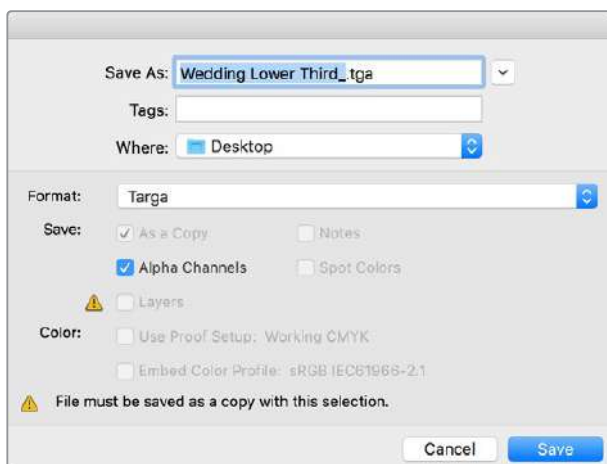 Save As: Wedding Lower Third_.tga
Tags:
Where: Desktop
Format: Targa
Save: As a Copy Notes
Alpha Channels Spot Colors
Layers
Color: Use Proof Setup: Working CMYK
Embed Color Profile: sRGB IEC61966-2.1
File must be saved as a copy with this selection.
Cancel Save